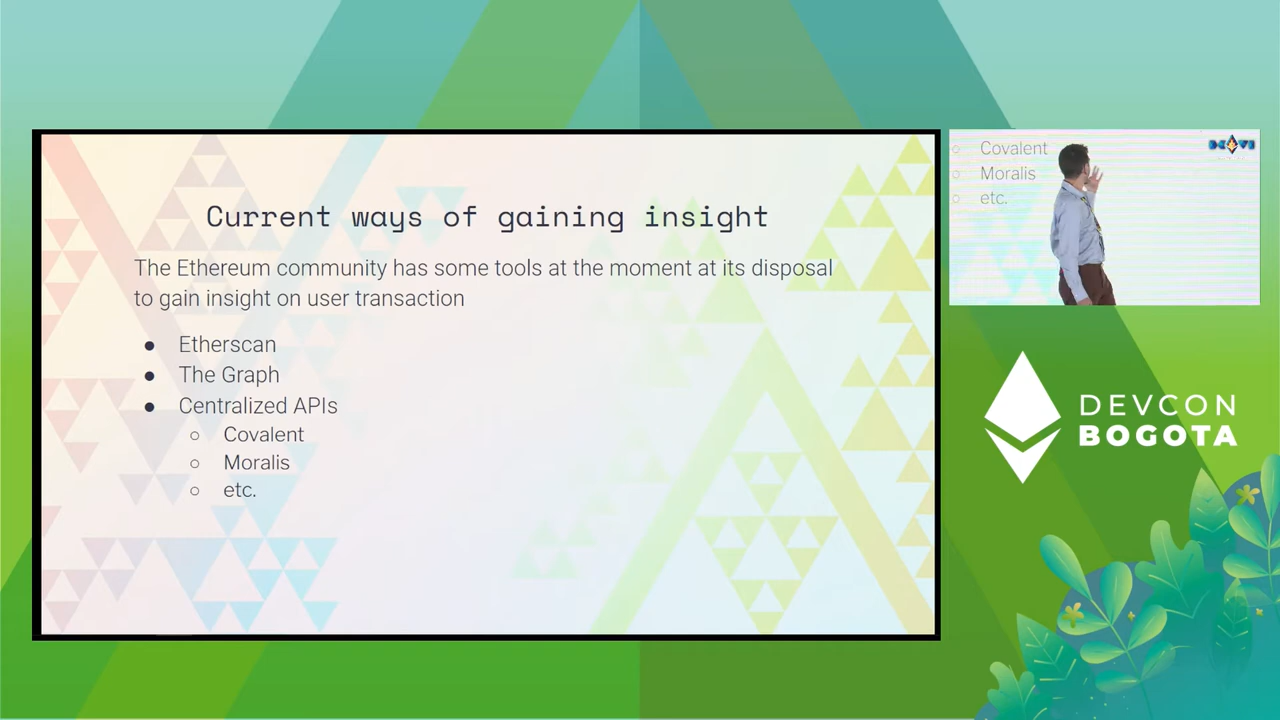 Current ways of gaining insight
The Ethereum community has some tools at the moment at its disposal
to gain insight on user transaction
● Etherscan
● The Graph
● Centralized APIs
○ Covalent
○ Moralis
○ etc.
○ Covalent
○ Moralis
○ etc.
DEVCON
BOGOTA